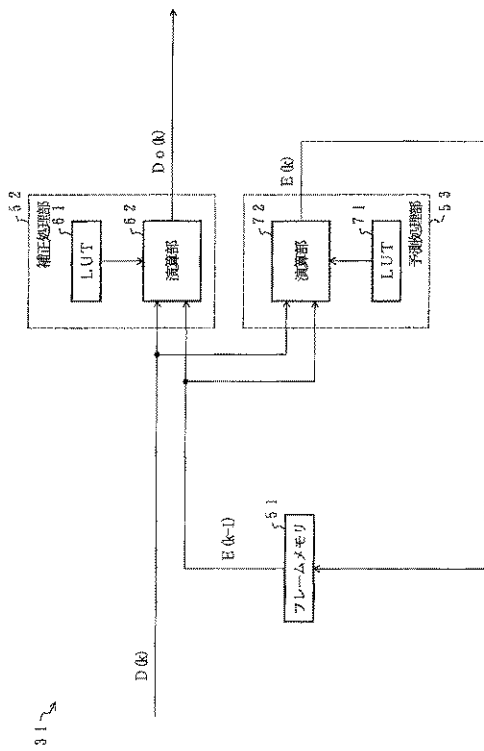 31
D(k)
E(k-1)
フレームメモリ
51
補正処理部
52
LUT
61
演算部
62
Do(k)
演算部
72
E(k)
LUT
71
予測処理部
53